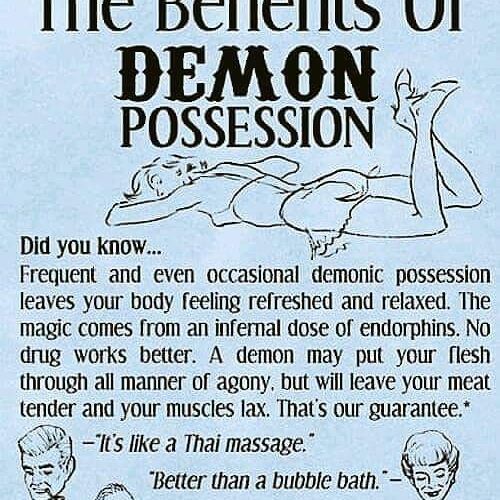 The Benefits Of
DEMON
POSSESSION
Did you know...
Frequent and even occasional demonic possession
leaves your body feeling refreshed and relaxed. The
magic comes from an infernal dose of endorphins. No
drug works better. A demon may put your flesh
through all manner of agony, but will leave your meat
tender and your muscles lax. That's our guarantee.*
–"It's like a Thai massage."
"Better than a bubble bath."–